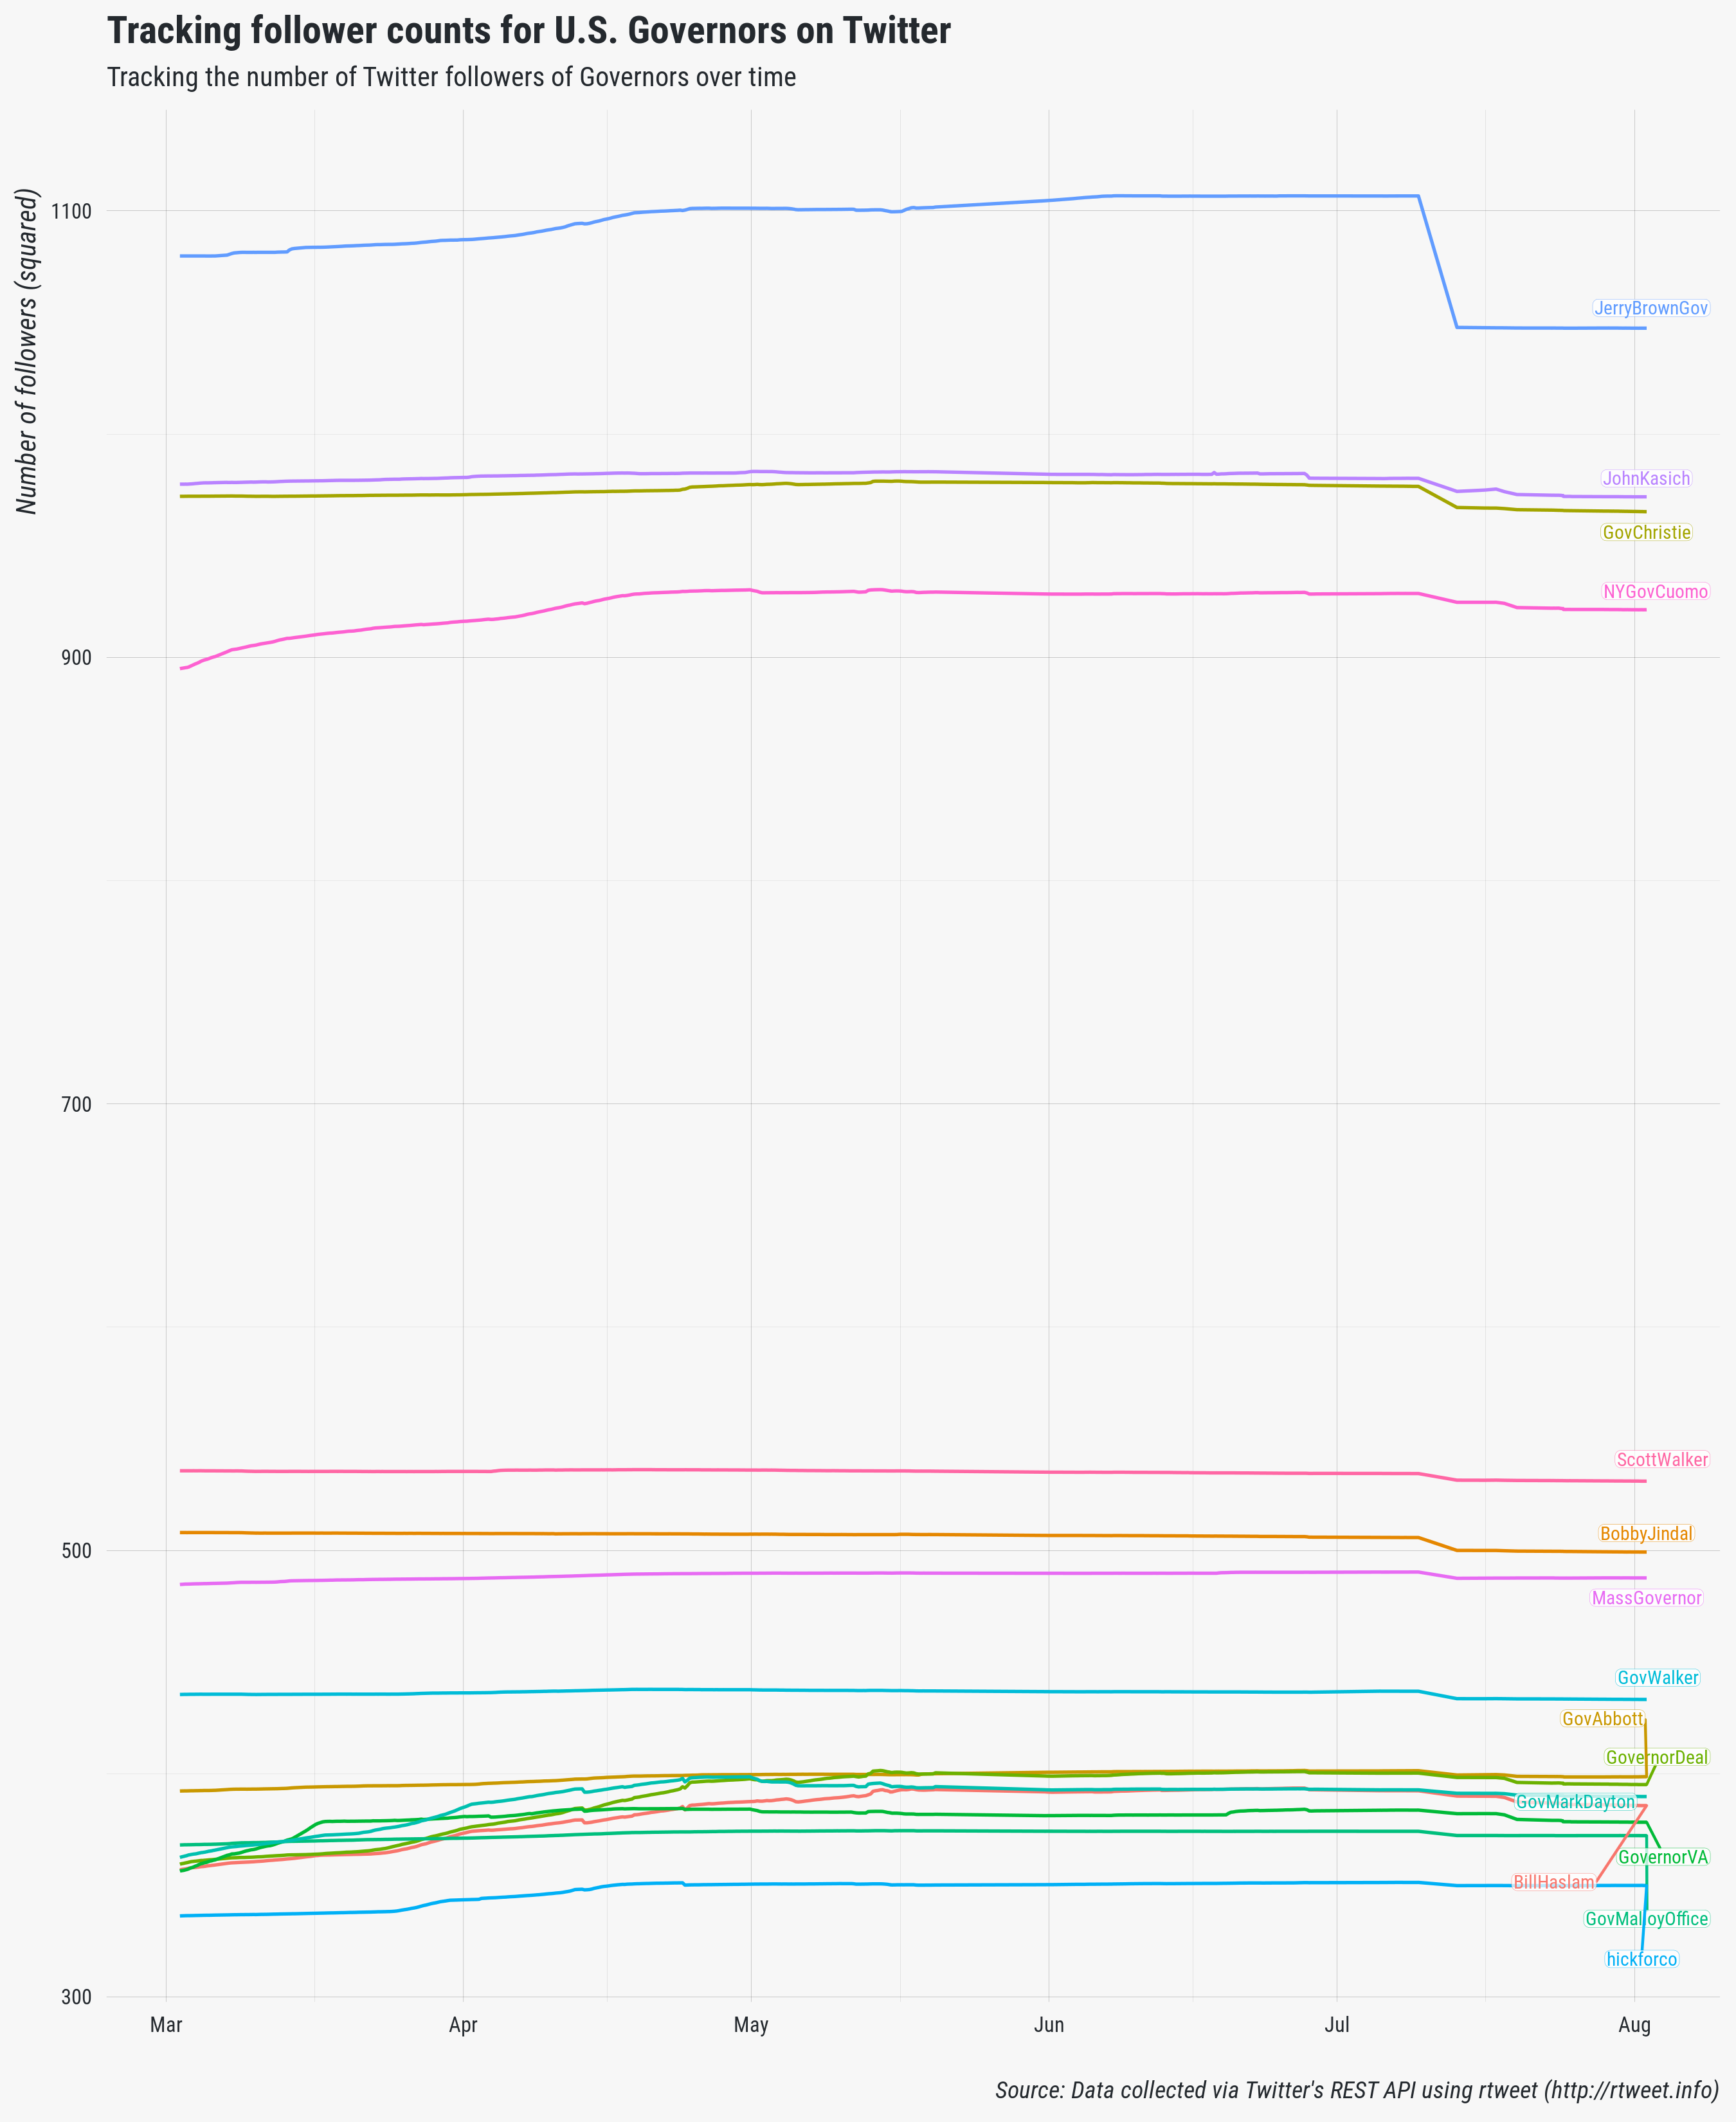 Tracking follower counts for U.S. Governors on Twitter
Tracking the number of Twitter followers of Governors over time
Number of followers (squared)
1100
900
700
500
300
JerryBrownGov
JohnKasich
GovChristie
NYGovCuomo
ScottWalker
BobbyJindal
MassGovernor
GovWalker
GovAbbott
GovernorDeal
GovMarkDayton
GovernorVA
BillHaslam
GovMalloyOffice
hickforco
Mar Apr May Jun Jul Aug
Source: Data collected via Twitter's REST API using rtweet (http://rtweet.info)